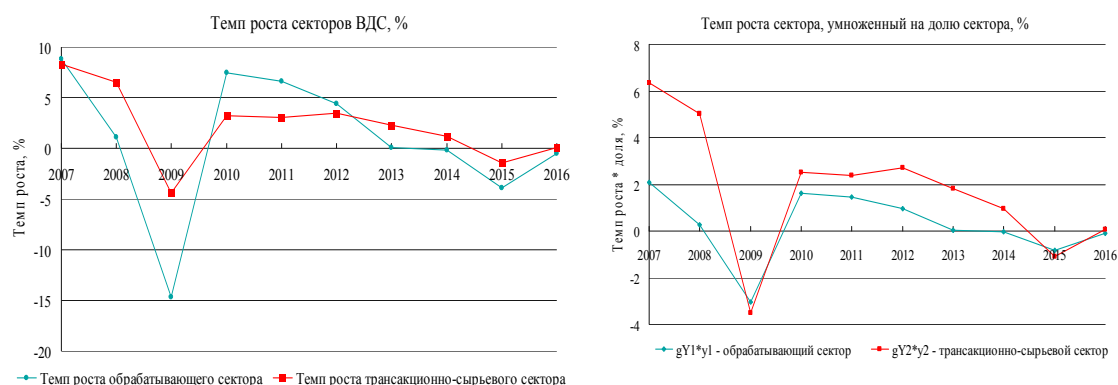 Темп роста секторов ВДС, %
Темп роста, %
10
5
0
-5
-10
-15
-20
2007 2008 2009 2010 2011 2012 2013 2014 2015 2016
Темп роста обрабатывающего сектора Темп роста трансакционно-сырьевого сектора
Темп роста сектора, умноженный на долю сектора, %
Темп роста * доля, %
8
6
4
2
0
-2
-4
2007 2008 2009 2010 2011 2012 2013 2014 2015 2016
gY1*y1 - обрабатывающий сектор gY2*y2 - трансакционно-сырьевой сектор